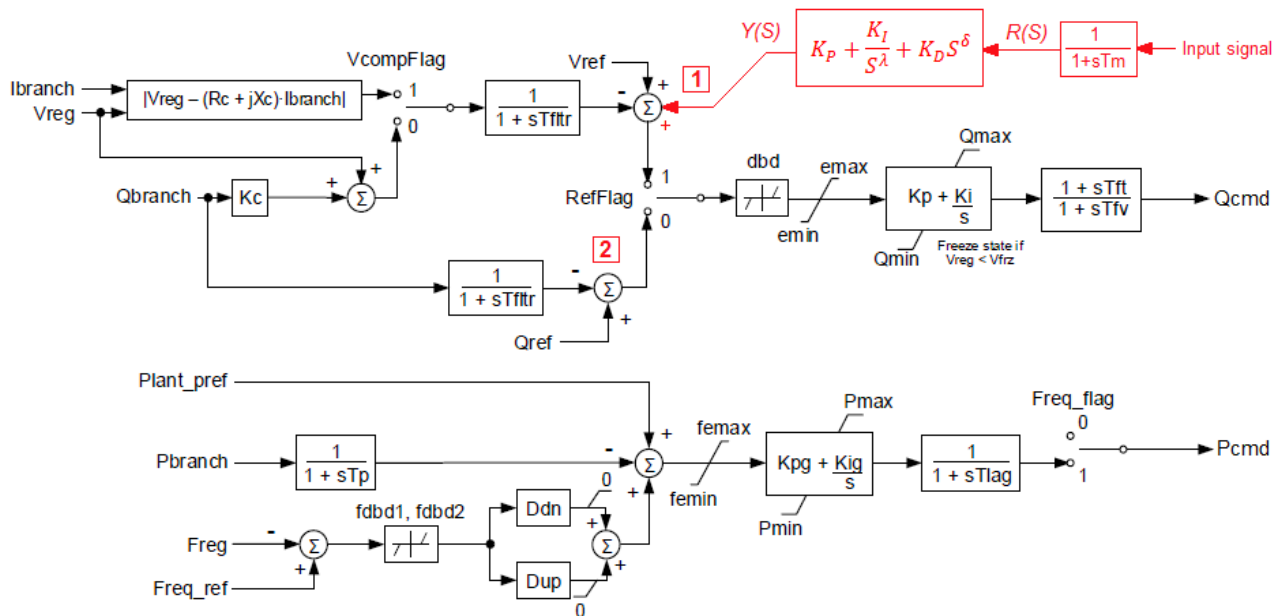 Y(S)
K_P + K_I/S^λ + K_D S^δ
R(S)
1/1+sTm
Input signal
VcompFlag
Vref
1
+
Ibranch
|Vreg – (Rc + jXc)·Ibranch|
1
1/1 + sTfltr
-
Σ
Vreg
0
+
+
Qbranch
Kc
+
Σ
dbd
emax
Qmax
1
RefFlag
Kp + Ki/s
1 + sTft/1 + sTfv
Qcmd
0
emin
Qmin
Freeze state if
Vreg < Vfrz
2
1/1 + sTfltr
-
Σ
+
Qref
Plant_pref
Freq_flag
+
femax
Pmax
0
Pbranch
1/1 + sTp
-
Σ
Kpg + Kig/s
1/1 + sTlag
Pcmd
+
femin
1
0
Pmin
fdbd1, fdbd2
Ddn
+
Freg
-
Σ
Σ
+
Freq_ref
Dup
+
0